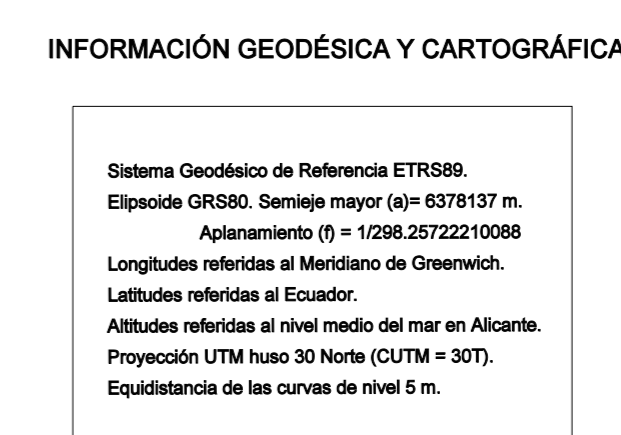 INFORMACIÓN GEODÉSICA Y CARTOGRÁFICA
Sistema Geodésico de Referencia ETRS89.
Elipsoide GRS80. Semieje mayor (a)= 6378137 m.
Aplanamiento (f) = 1/298.25722210088
Longitudes referidas al Meridiano de Greenwich.
Latitudes referidas al Ecuador.
Altitudes referidas al nivel medio del mar en Alicante.
Proyección UTM huso 30 Norte (CUTM = 30T).
Equidistancia de las curvas de nivel 5 m.